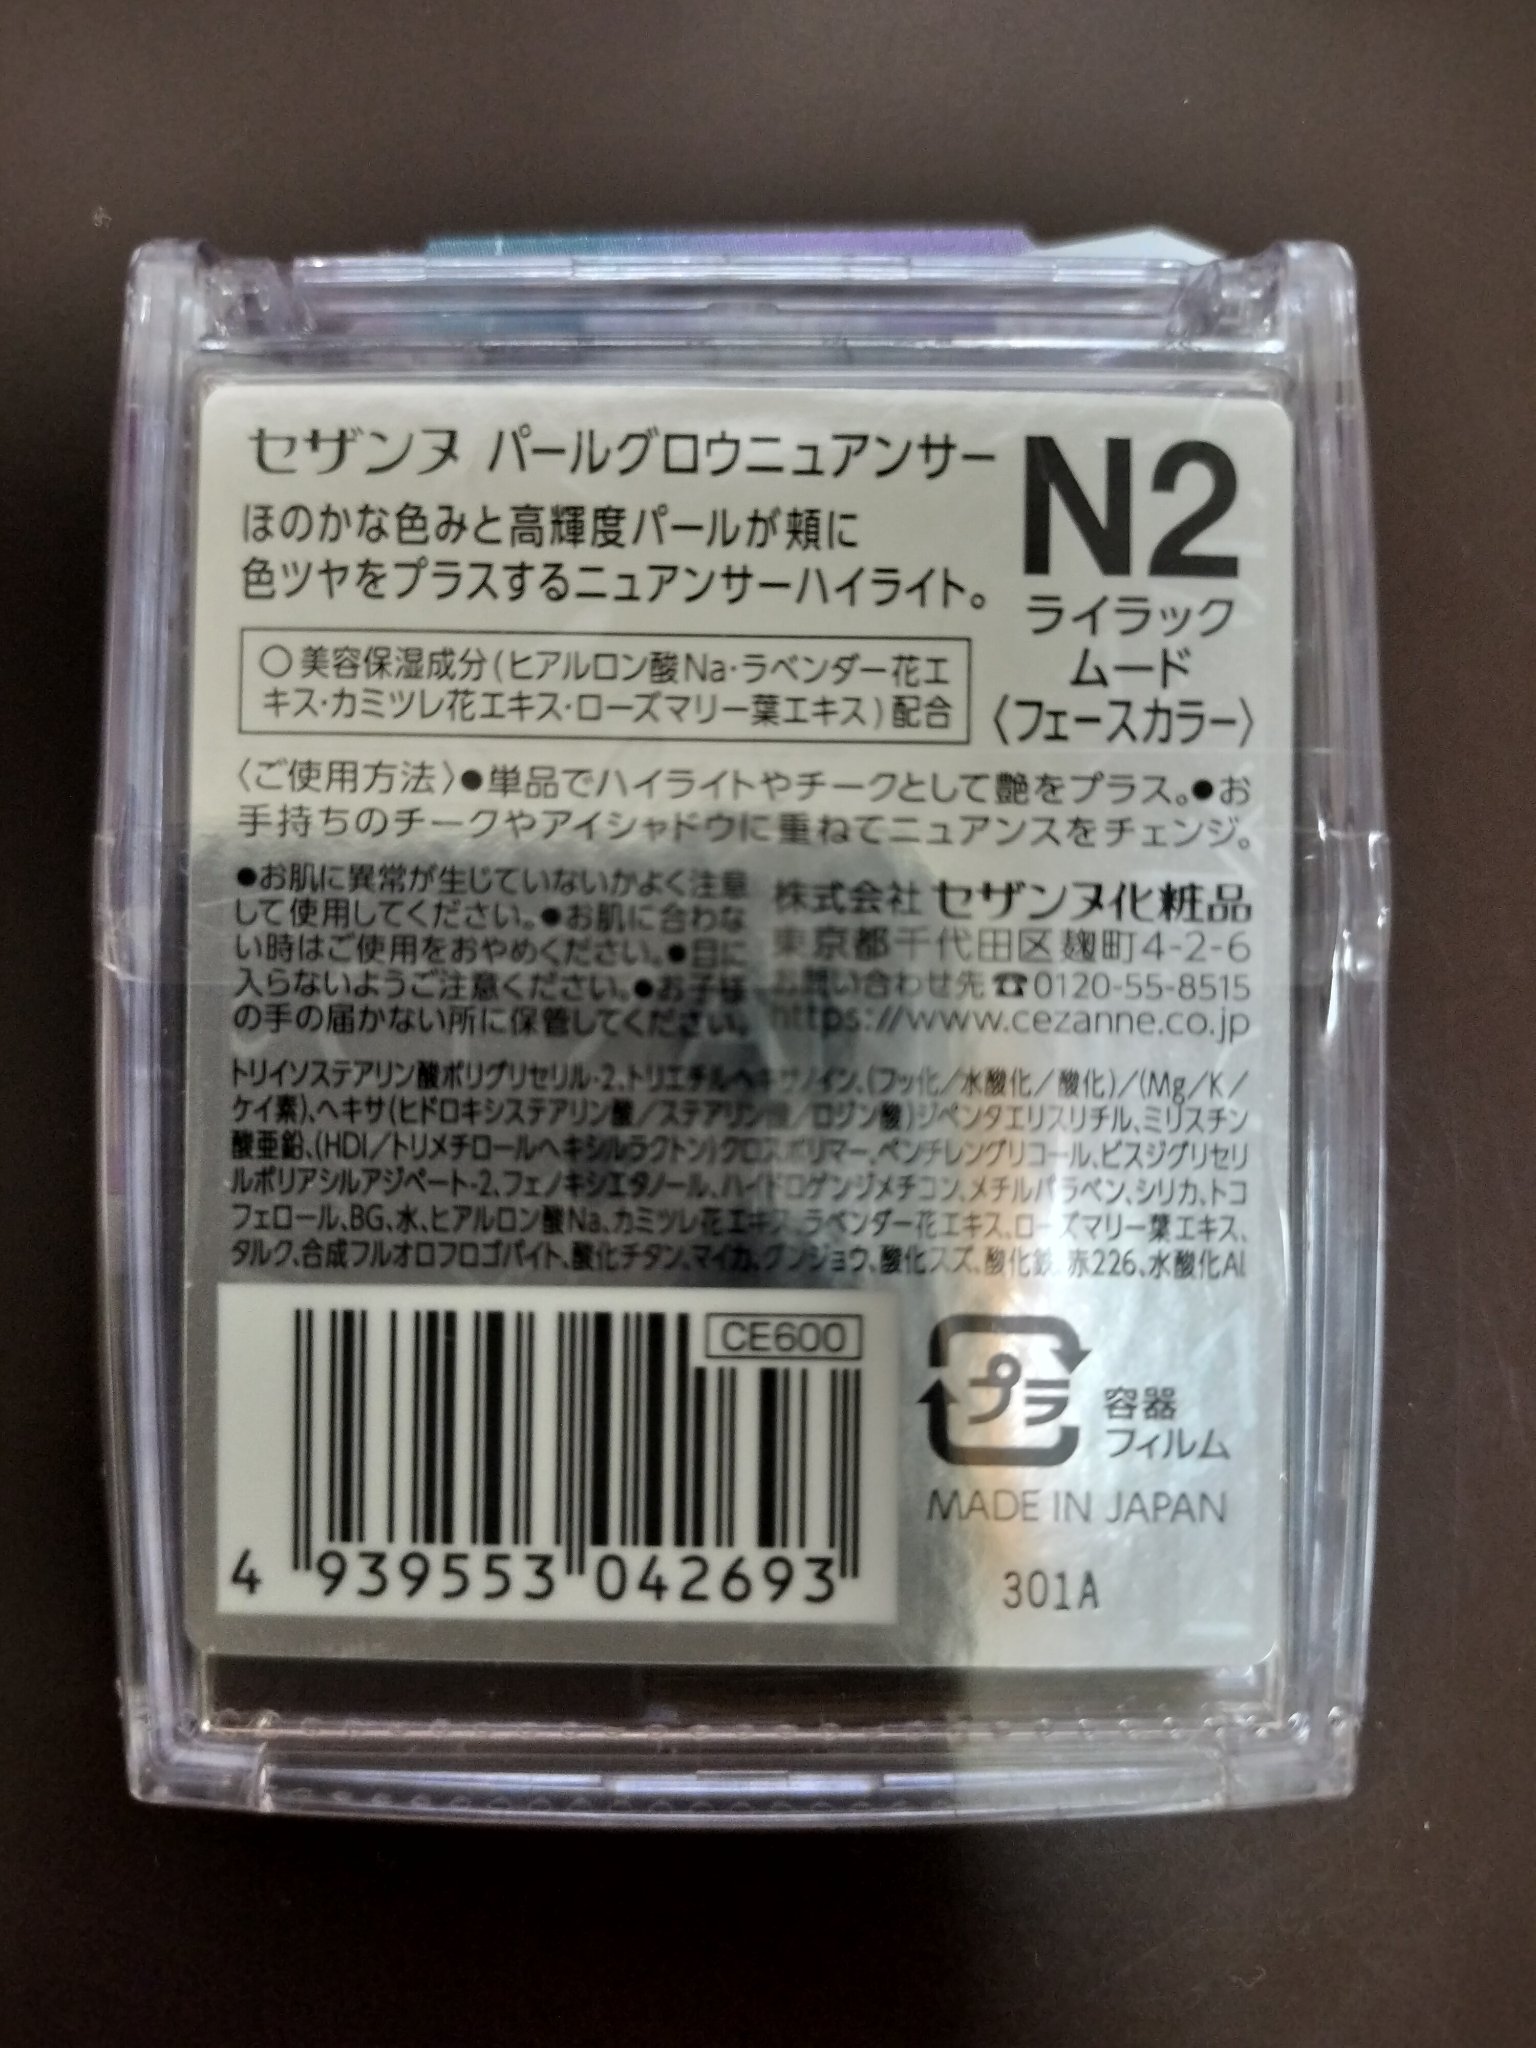 セザンヌ パールグロウニュアンサー
ほのかな色みと高輝度パールが頬に
色ツヤをプラスするニュアンサーハイライト。
N2
ライラック
ムード
〈フェースカラー〉
○ 美容保湿成分(ヒアルロン酸Na・ラベンダー花エ
キス・カミツレ花エキス・ローズマリー葉エキス)配合
〈ご使用方法〉●単品でハイライトやチークとして艶をプラス。●お
手持ちのチークやアイシャドウに重ねてニュアンスをチェンジ。
●お肌に異常が生じていないかよく注意
して使用してください。●お肌に合わな
い時はご使用をおやめください。●目に
入らないようご注意ください。●お子様
の手の届かない所に保管してください。
株式会社 セザンヌ化粧品
東京都千代田区麹町4-2-6
お問い合わせ先☎0120-55-8515
https://www.cezanne.co.jp
トリイソステアリン酸ポリグリセリル-2、トリエチルヘキサノイン、(フッ化/水酸化/酸化)/(Mg/K/
ケイ素)、ヘキサ(ヒドロキシステアリン酸/ステアリン酸/ロジン酸)ジペンタエリスリチル、ミリスチン
酸亜鉛、(HDI/トリメチロールヘキシルラクトン)クロスポリマー、ペンチレングリコール、ビスジグリセリ
ルポリアシルアジペート-2、フェノキシエタノール、ハイドロゲンジメチコン、メチルパラベン、シリカ、トコ
フェロール、BG、水、ヒアルロン酸Na、カミツレ花エキス、ラベンダー花エキス、ローズマリー葉エキス、
タルク、合成フルオロフロゴパイト、酸化チタン、マイカ、グンジョウ、酸化スズ、酸化鉄、赤226、水酸化Al
CE600
4 939553 042693
プラ
容器
フィルム
MADE IN JAPAN
301A